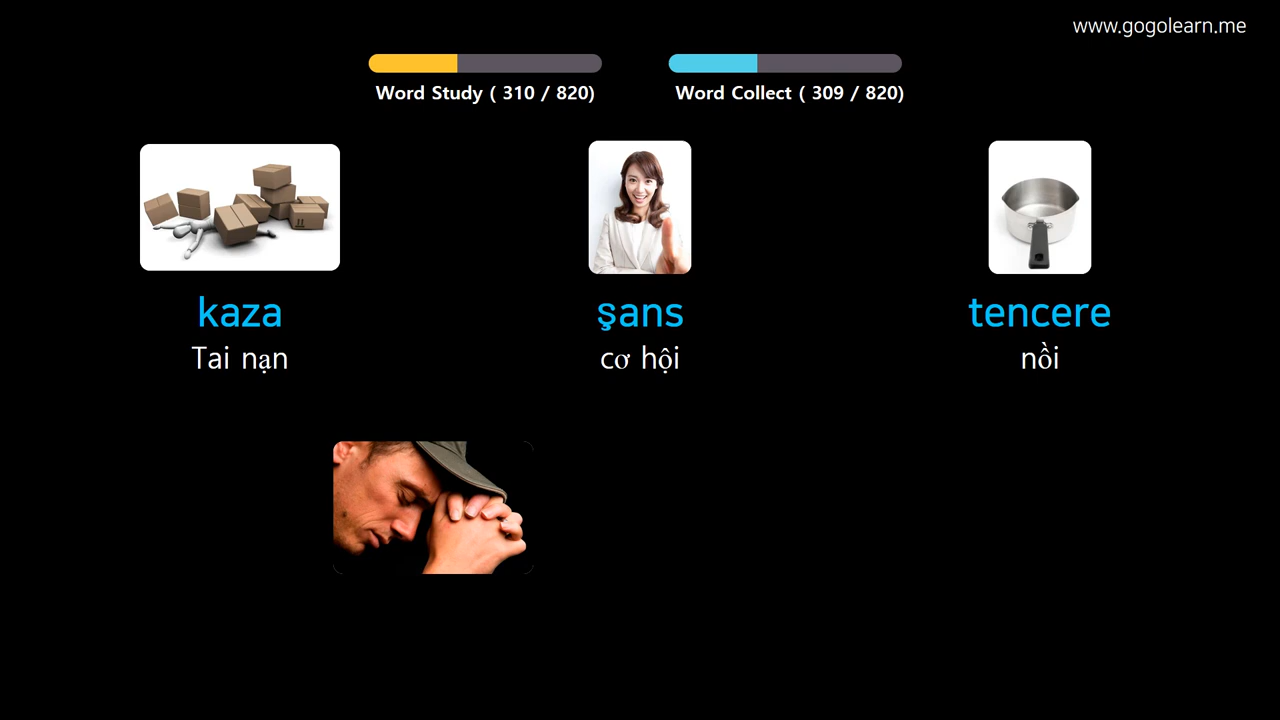 www.gogolearn.me
Word Study ( 310 / 820)
Word Collect ( 309 / 820)
kaza
şans
tencere
Tai nạn
cơ hội
nồi